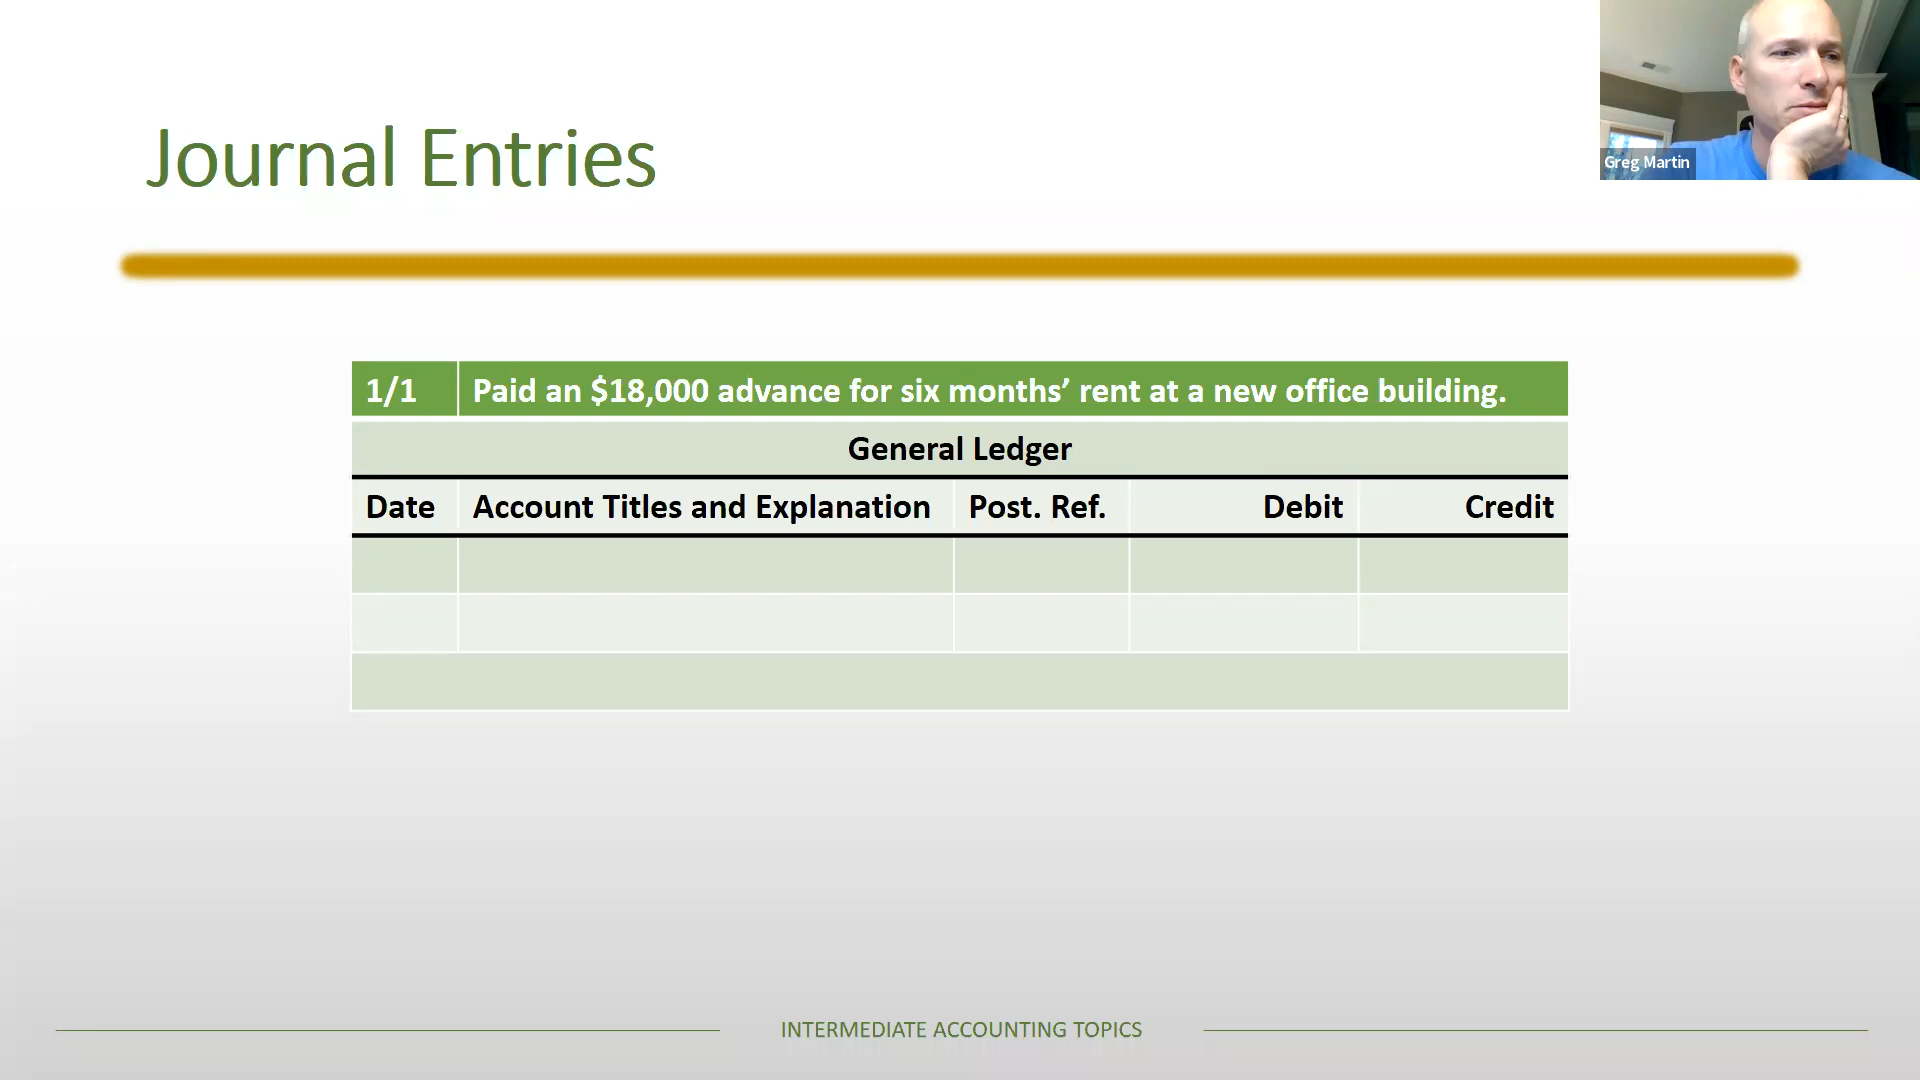 Journal Entries
Greg Martin
1/1 Paid an $18,000 advance for six months’ rent at a new office building.
General Ledger
Date Account Titles and Explanation Post. Ref. Debit Credit
INTERMEDIATE ACCOUNTING TOPICS